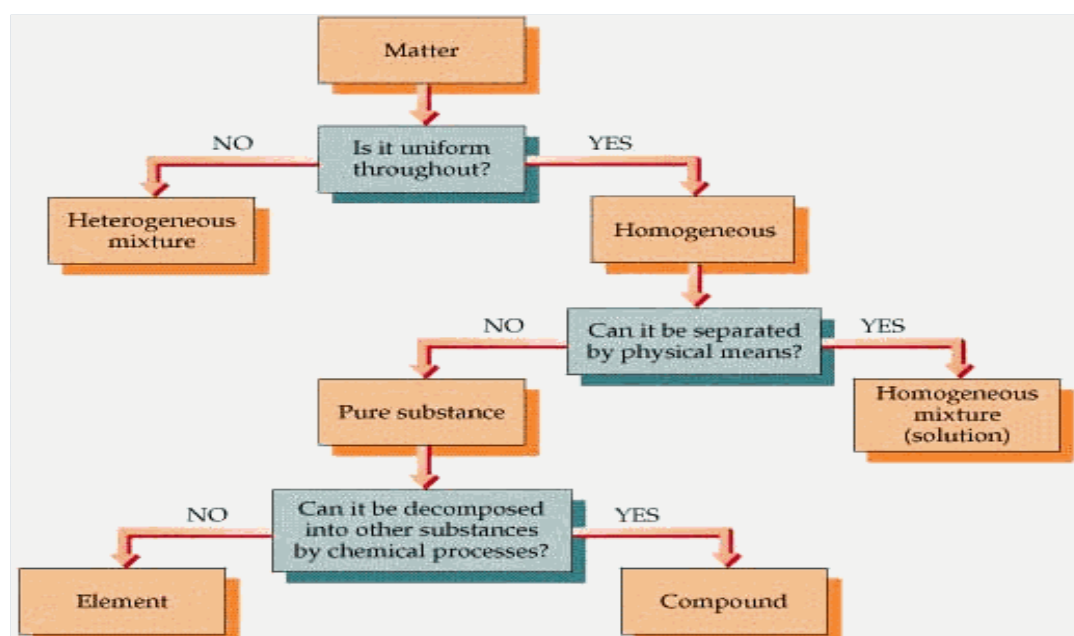 Matter
NO
Is it uniform
throughout?
YES
Heterogeneous
mixture
Homogeneous
NO
Can it be separated
by physical means?
YES
Pure substance
Homogeneous
mixture
(solution)
NO
Can it be decomposed
into other substances
by chemical processes?
YES
Element
Compound